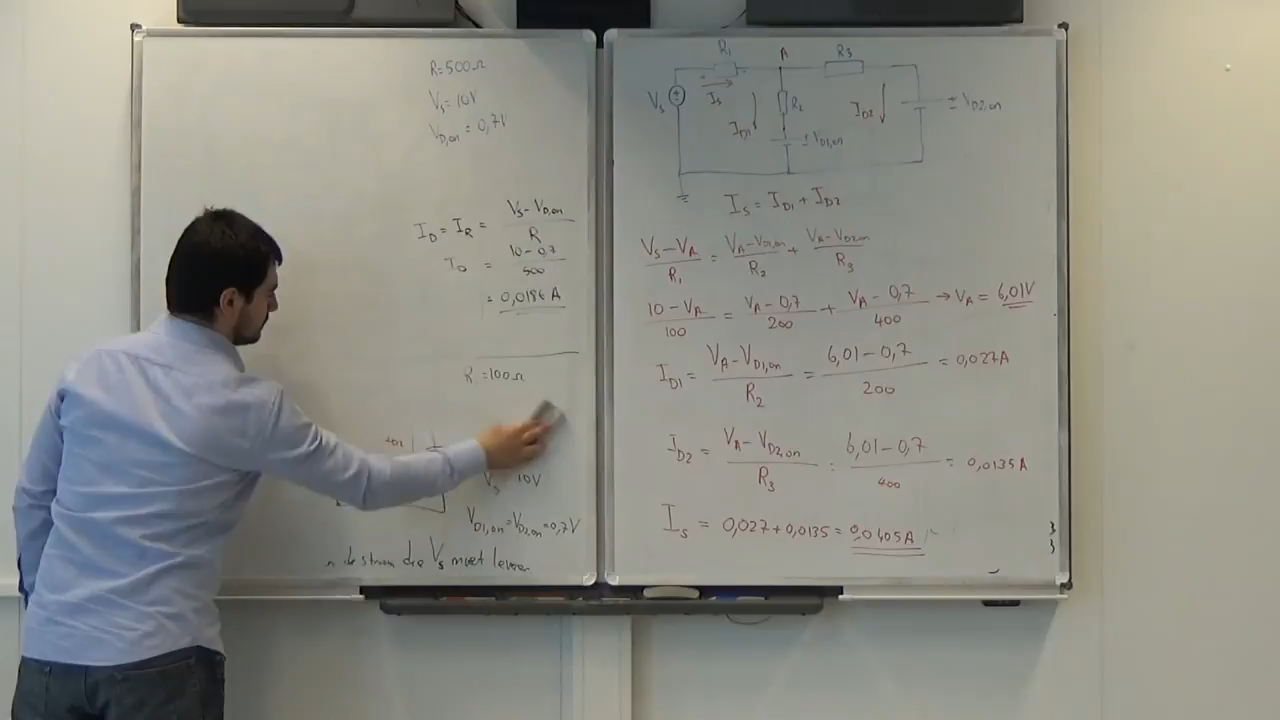 R=500Ω
Vs=10V
VD,on = 0,7V
ID = IR = Vs-VD,on
R
ID = 10-0,7
500
= 0,0186 A
R =100Ω
Vs 10V
VD1,on=VD2,on=0,7V
de stroom die Vs moet leveren
R1 A R3
Vs + - Is R2 ID2 ± VD2,on
ID1 ± VD1,on
Is = ID1 + ID2
Vs-VA = VA-VD1,on + VA-VD2,on
R1 R2 R3
10-VA = VA-0,7 + VA-0,7 → VA = 6,01V
100 200 400
ID1 = VA-VD1,on = 6,01-0,7 = 0,027A
R2 200
ID2 = VA-VD2,on = 6,01-0,7 = 0,0135A
R3 400
Is = 0,027+0,0135=0,0405A